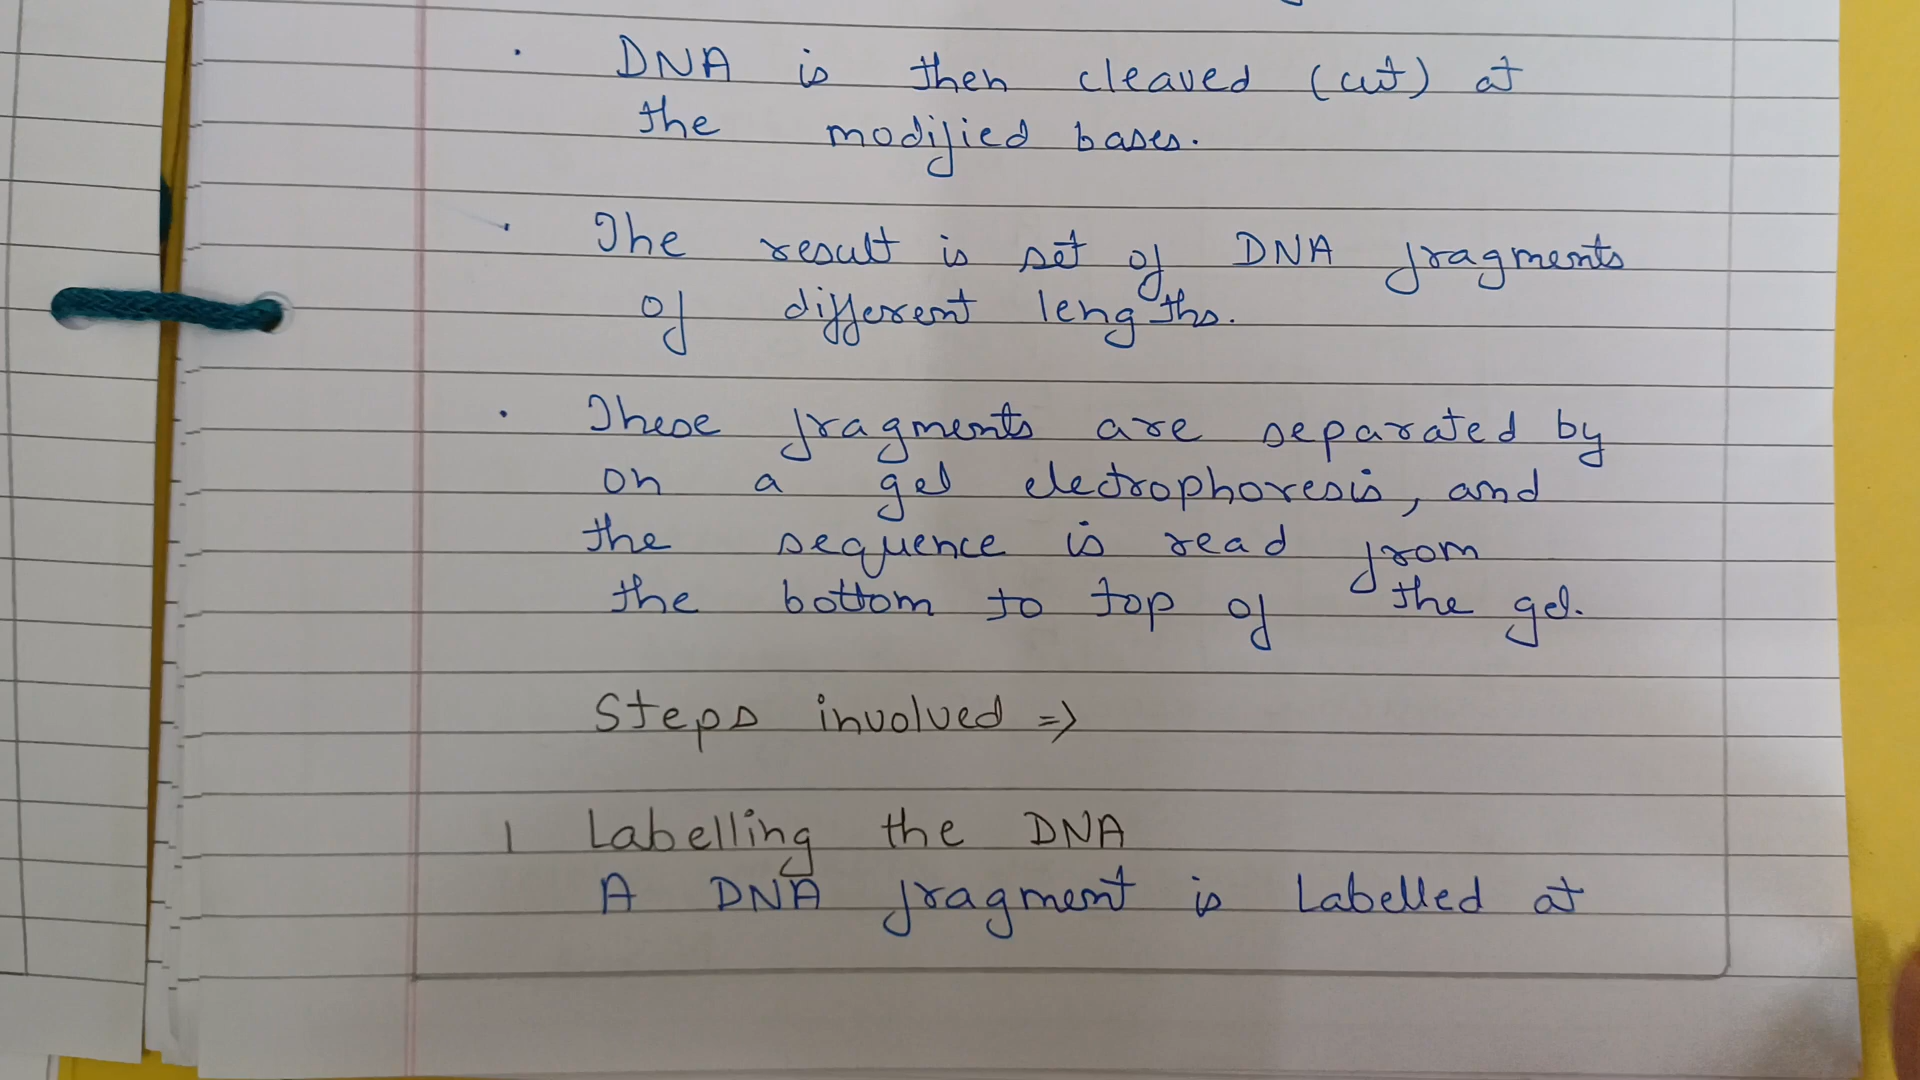 · DNA is then cleaved (cut) at
the modified bases.
· The result is set of DNA fragments
of different lengths.
· These fragments are separated by
on a gel electrophoresis, and
the sequence is read from
the bottom to top of the gel.
Steps involved =>
1 Labelling the DNA
A DNA fragment is Labelled at